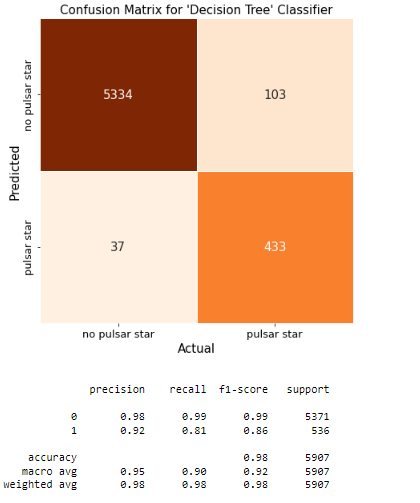 Confusion Matrix for 'Decision Tree' Classifier
no pulsar star
5334
103
Predicted
pulsar star
37
433
no pulsar star
pulsar star
Actual
precision recall f1-score support
0 0.98 0.99 0.99 5371
1 0.92 0.81 0.86 536
accuracy 0.98 5907
macro avg 0.95 0.90 0.92 5907
weighted avg 0.98 0.98 0.98 5907